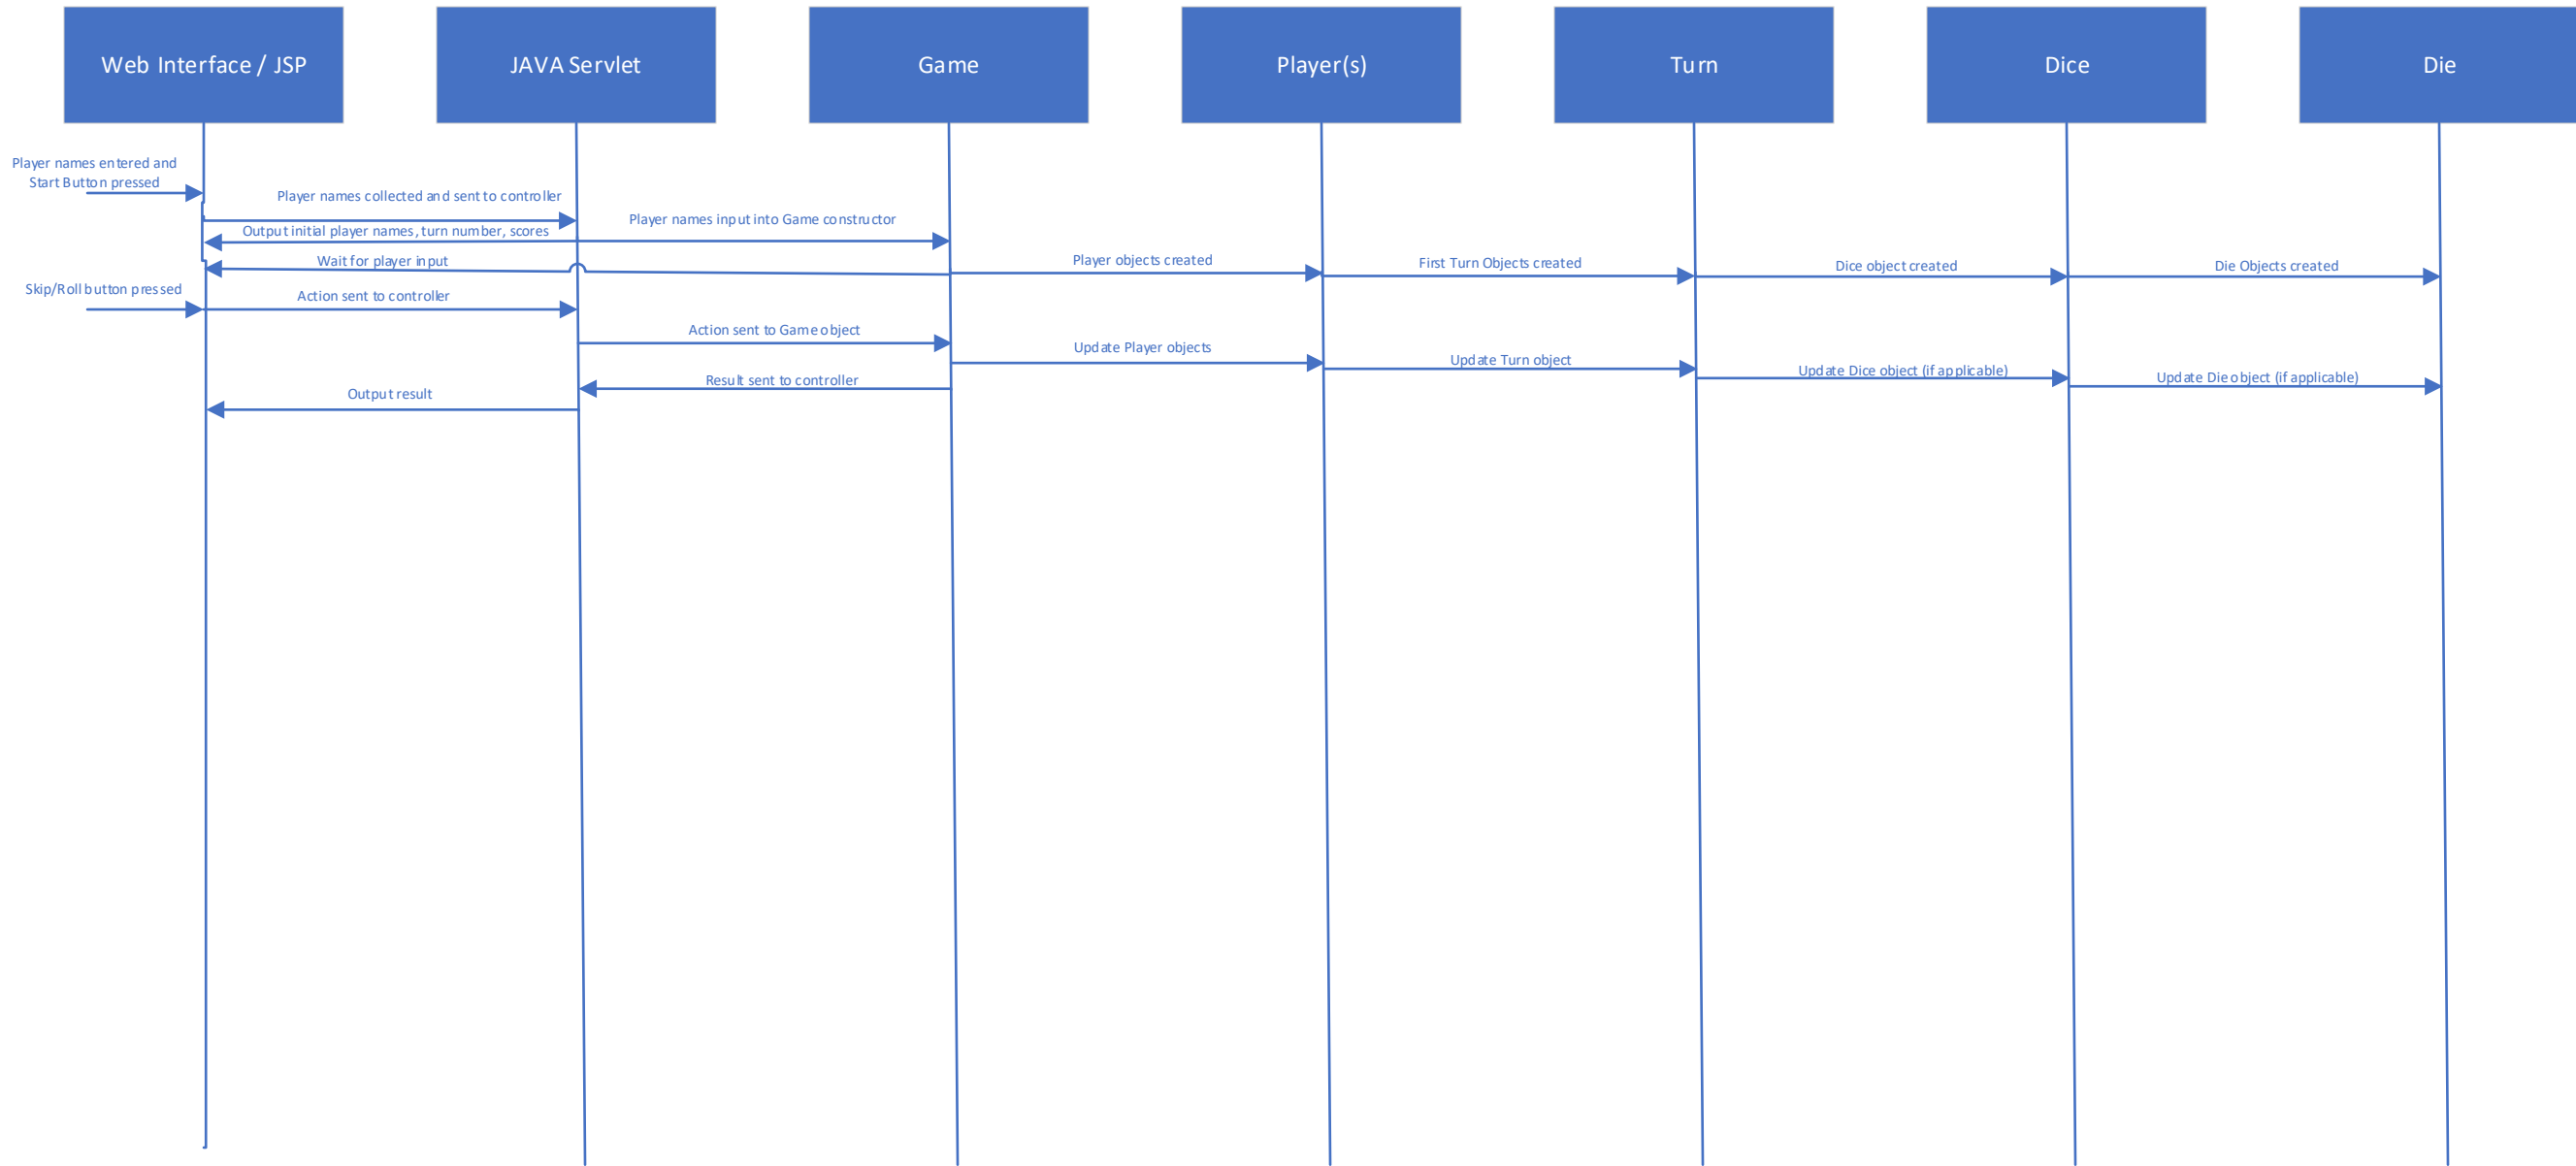 Web Interface / JSP
JAVA Servlet
Game
Player(s)
Turn
Dice
Die
Player names entered and
Start Button pressed
Player names collected and sent to controller
Player names input into Game constructor
Output initial player names, turn number, scores
Wait for player input
Player objects created
First Turn Objects created
Dice object created
Die Objects created
Skip/Roll button pressed
Action sent to controller
Action sent to Game object
Update Player objects
Update Turn object
Update Dice object (if applicable)
Update Die object (if applicable)
Result sent to controller
Output result